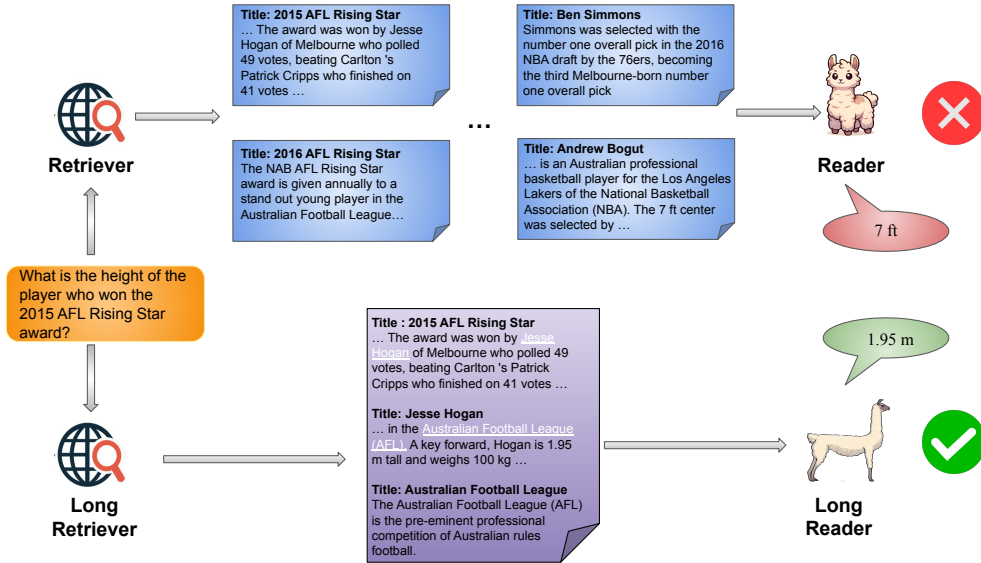 Title: 2015 AFL Rising Star
… The award was won by Jesse
Hogan of Melbourne who polled
49 votes, beating Carlton 's
Patrick Cripps who finished on
41 votes …
Title: Ben Simmons
Simmons was selected with the
number one overall pick in the 2016
NBA draft by the 76ers, becoming
the third Melbourne-born number
one overall pick
...
Retriever
Title: 2016 AFL Rising Star
The NAB AFL Rising Star
award is given annually to a
stand out young player in the
Australian Football League…
Title: Andrew Bogut
… is an Australian professional
basketball player for the Los Angeles
Lakers of the National Basketball
Association (NBA). The 7 ft center
was selected by …
Reader
7 ft
What is the height of the
player who won the
2015 AFL Rising Star
award?
Title : 2015 AFL Rising Star
… The award was won by Jesse
Hogan of Melbourne who polled 49
votes, beating Carlton 's Patrick
Cripps who finished on 41 votes …
Title: Jesse Hogan
… in the Australian Football League
(AFL). A key forward, Hogan is 1.95
m tall and weighs 100 kg …
Title: Australian Football League
The Australian Football League (AFL)
is the pre-eminent professional
competition of Australian rules
football.
1.95 m
Long
Retriever
Long
Reader